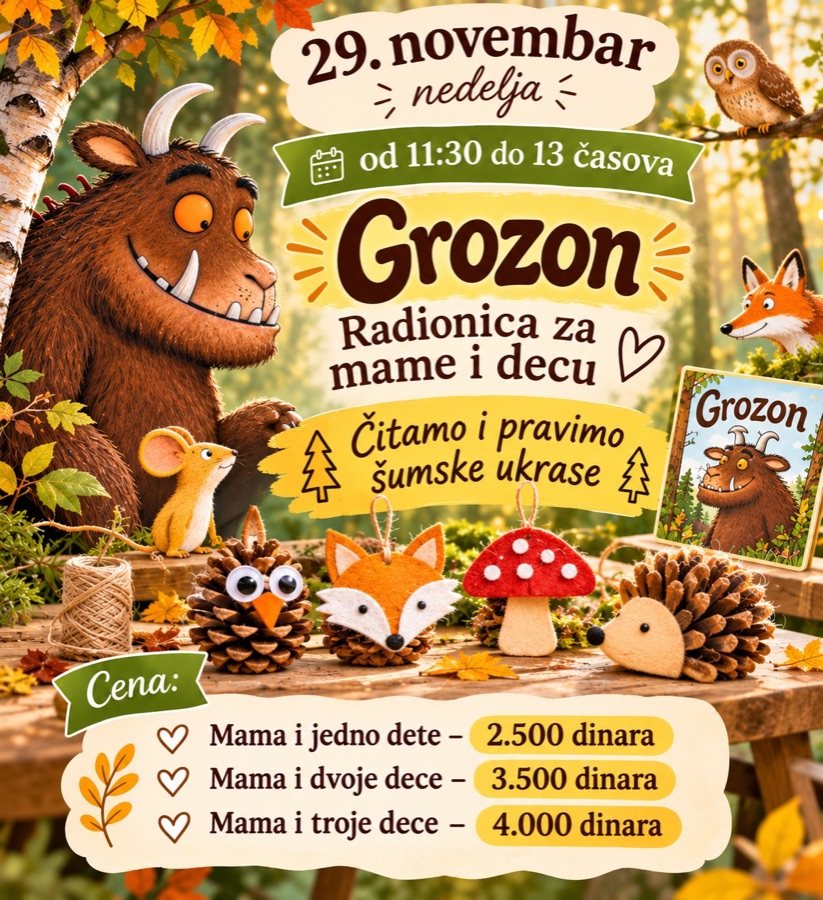 29. novembar
nedelja
od 11:30 do 13 časova
Grozon
Radionica za
mame i decu
Čitamo i pravimo
šumske ukrase
Grozon
Cena:
Mama i jedno dete – 2.500 dinara
Mama i dvoje dece – 3.500 dinara
Mama i troje dece – 4.000 dinara